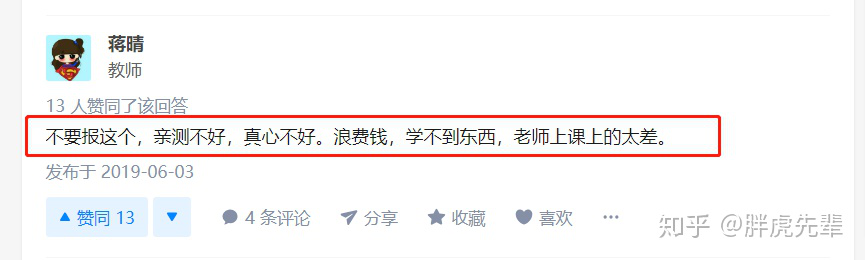 蒋晴
教师
13 人赞同了该回答
不要报这个，亲测不好，真心不好。浪费钱，学不到东西，老师上课上的太差。
发布于 2019-06-03
赞同 13 4 条评论 分享 收藏 喜欢 ···
知乎 @胖虎先辈